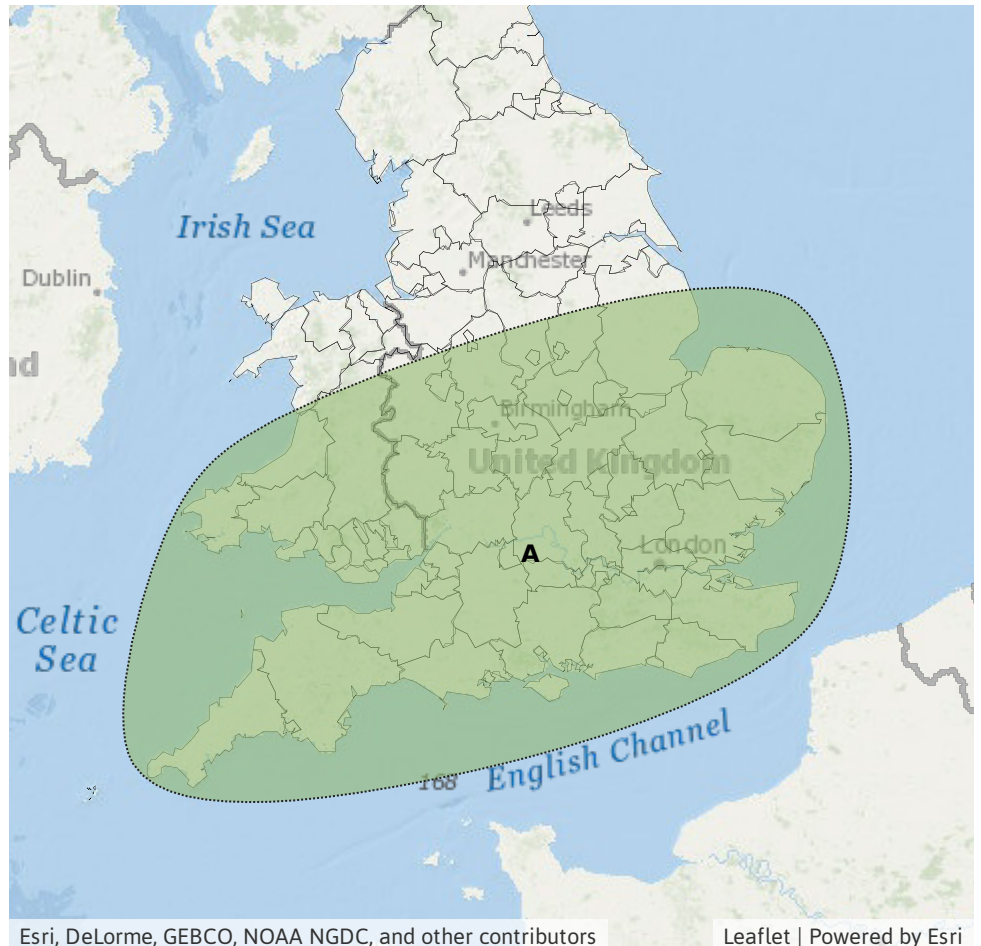 Leeds
Irish Sea
Manchester
Dublin
nd
Birmingham
United Kingdom
London
A
Celtic
Sea
English Channel
168
Esri, DeLorme, GEBCO, NOAA NGDC, and other contributors
Leaflet | Powered by Esri